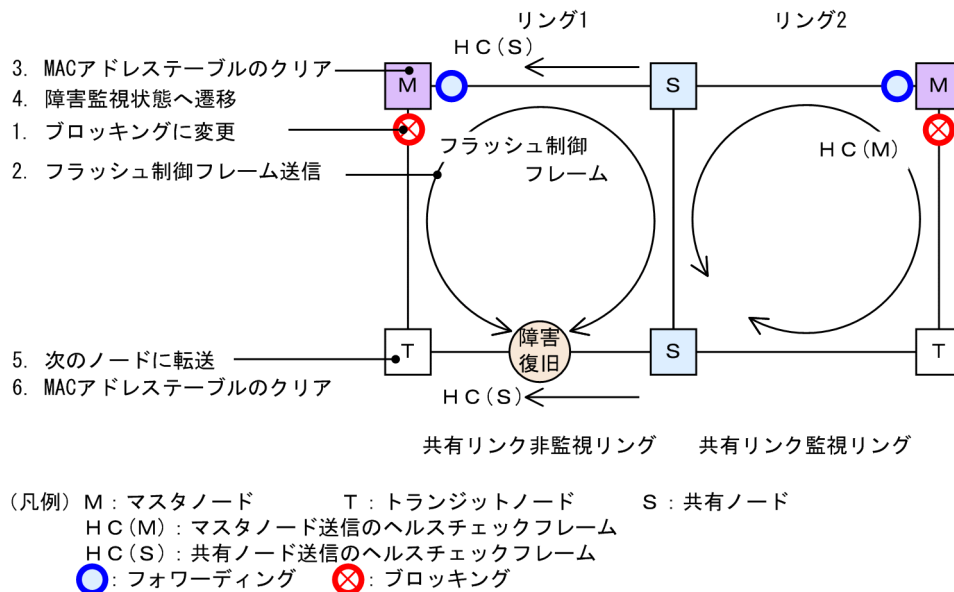 リング1
リング2
HC(S)
3. MACアドレステーブルのクリア
M
S
M
4. 障害監視状態へ遷移
1. ブロッキングに変更
フラッシュ制御
フレーム
HC(M)
2. フラッシュ制御フレーム送信
障害
復旧
T
S
T
5. 次のノードに転送
6. MACアドレステーブルのクリア
HC(S)
共有リンク非監視リング
共有リンク監視リング
(凡例) M:マスタノード T:トランジットノード S:共有ノード
HC(M):マスタノード送信のヘルスチェックフレーム
HC(S):共有ノード送信のヘルスチェックフレーム
:フォワーディング :ブロッキング